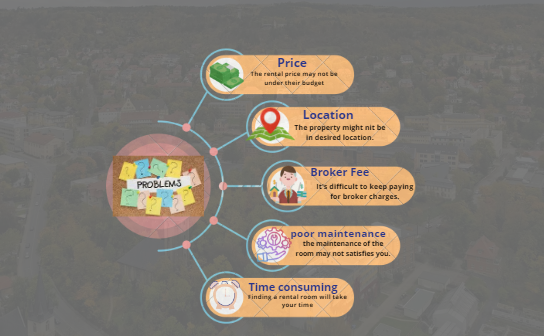 Price
The rental price may not be
under their budget
Location
The property might nit be
in desired location.
Broker Fee
It's difficult to keep paying
for broker charges.
PROBLEMS
poor maintenance
the maintenance of the
room may not satisfies you.
Time consuming
Finding a rental room will take
your time